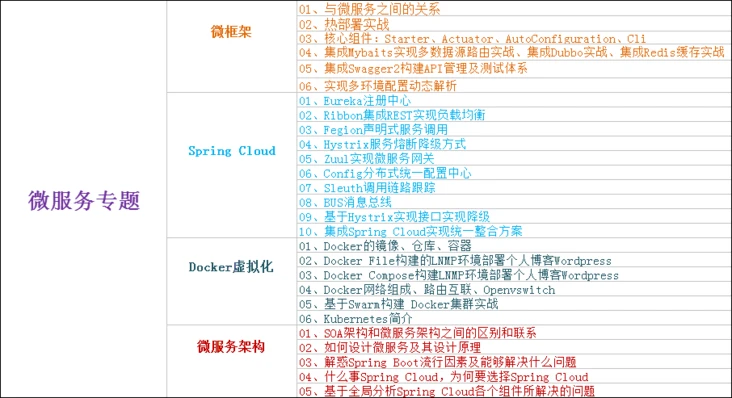 微服务专题
微框架
01、与微服务之间的关系
02、热部署实战
03、核心组件：Starter、Actuator、AutoConfiguration、Cli
04、集成Mybaits实现多数据源路由实战、集成Dubbo实战、集成Redis缓存实战
05、集成Swagger2构建API管理及测试体系
06、实现多环境配置动态解析
Spring Cloud
01、Eureka注册中心
02、Ribbon集成REST实现负载均衡
03、Fegion声明式服务调用
04、Hystrix服务熔断降级方式
05、Zuul实现微服务网关
06、Config分布式统一配置中心
07、Sleuth调用链路跟踪
08、BUS消息总线
09、基于Hystrix实现接口实现降级
10、集成Spring Cloud实现统一整合方案
Docker虚拟化
01、Docker的镜像、仓库、容器
02、Docker File构建的LNMP环境部署个人博客Wordpress
03、Docker Compose构建LNMP环境部署个人博客Wordpress
04、Docker网络组成、路由互联、Openvswitch
05、基于Swarm构建 Docker集群实战
06、Kubernetes简介
微服务架构
01、SOA架构和微服务架构之间的区别和联系
02、如何设计微服务及其设计原理
03、解惑Spring Boot流行因素及能够解决什么问题
04、什么事Spring Cloud，为何要选择Spring Cloud
05、基于全局分析Spring Cloud各个组件所解决的问题